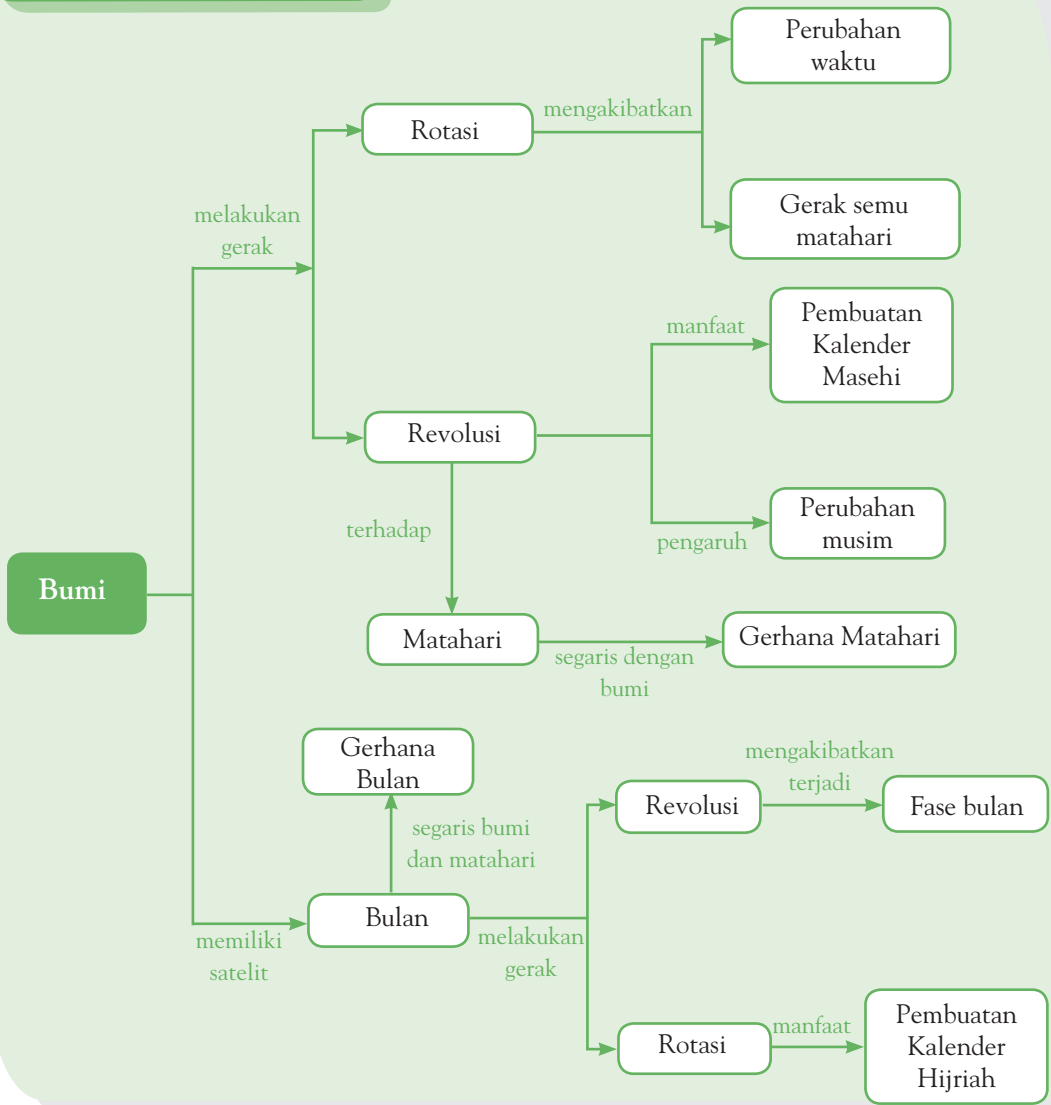 Perubahan
waktu
mengakibatkan
Rotasi
Gerak semu
matahari
melakukan
gerak
Pembuatan
Kalender
Masehi
manfaat
Revolusi
Perubahan
musim
pengaruh
terhadap
Bumi
Matahari
segaris dengan
bumi
Gerhana Matahari
Gerhana
Bulan
segaris bumi
dan matahari
mengakibatkan
terjadi
Revolusi
Fase bulan
Bulan
memiliki
satelit
melakukan
gerak
Rotasi
manfaat
Pembuatan
Kalender
Hijriah